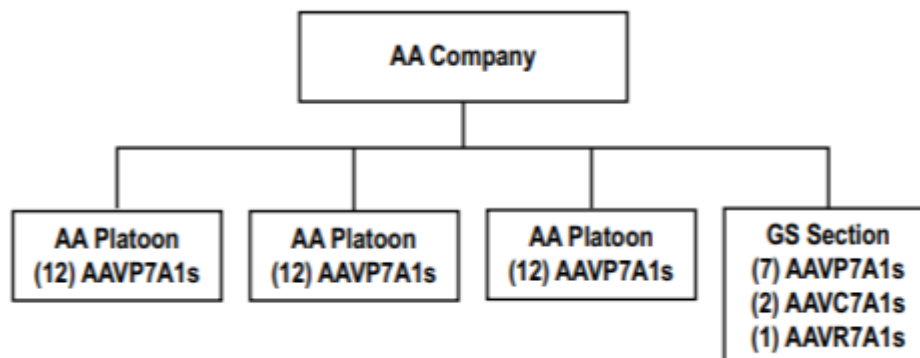 AA Company
AA Platoon
(12) AAVP7A1s
AA Platoon
(12) AAVP7A1s
AA Platoon
(12) AAVP7A1s
GS Section
(7) AAVP7A1s
(2) AAVC7A1s
(1) AAVR7A1s